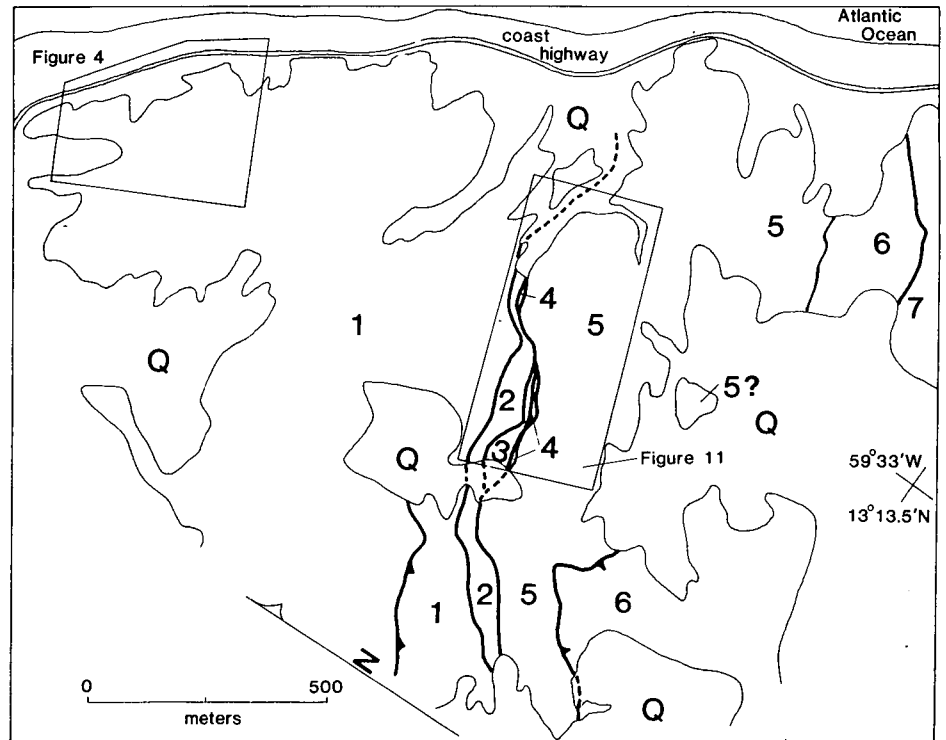 Atlantic
Ocean
coast
highway
Figure 4
Q
5
6
4
7
1
5
Q
5?
2
Q
3
4
Q
Figure 11
59°33'W
13°13.5'N
1
2
5
6
N
0 500
meters
Q